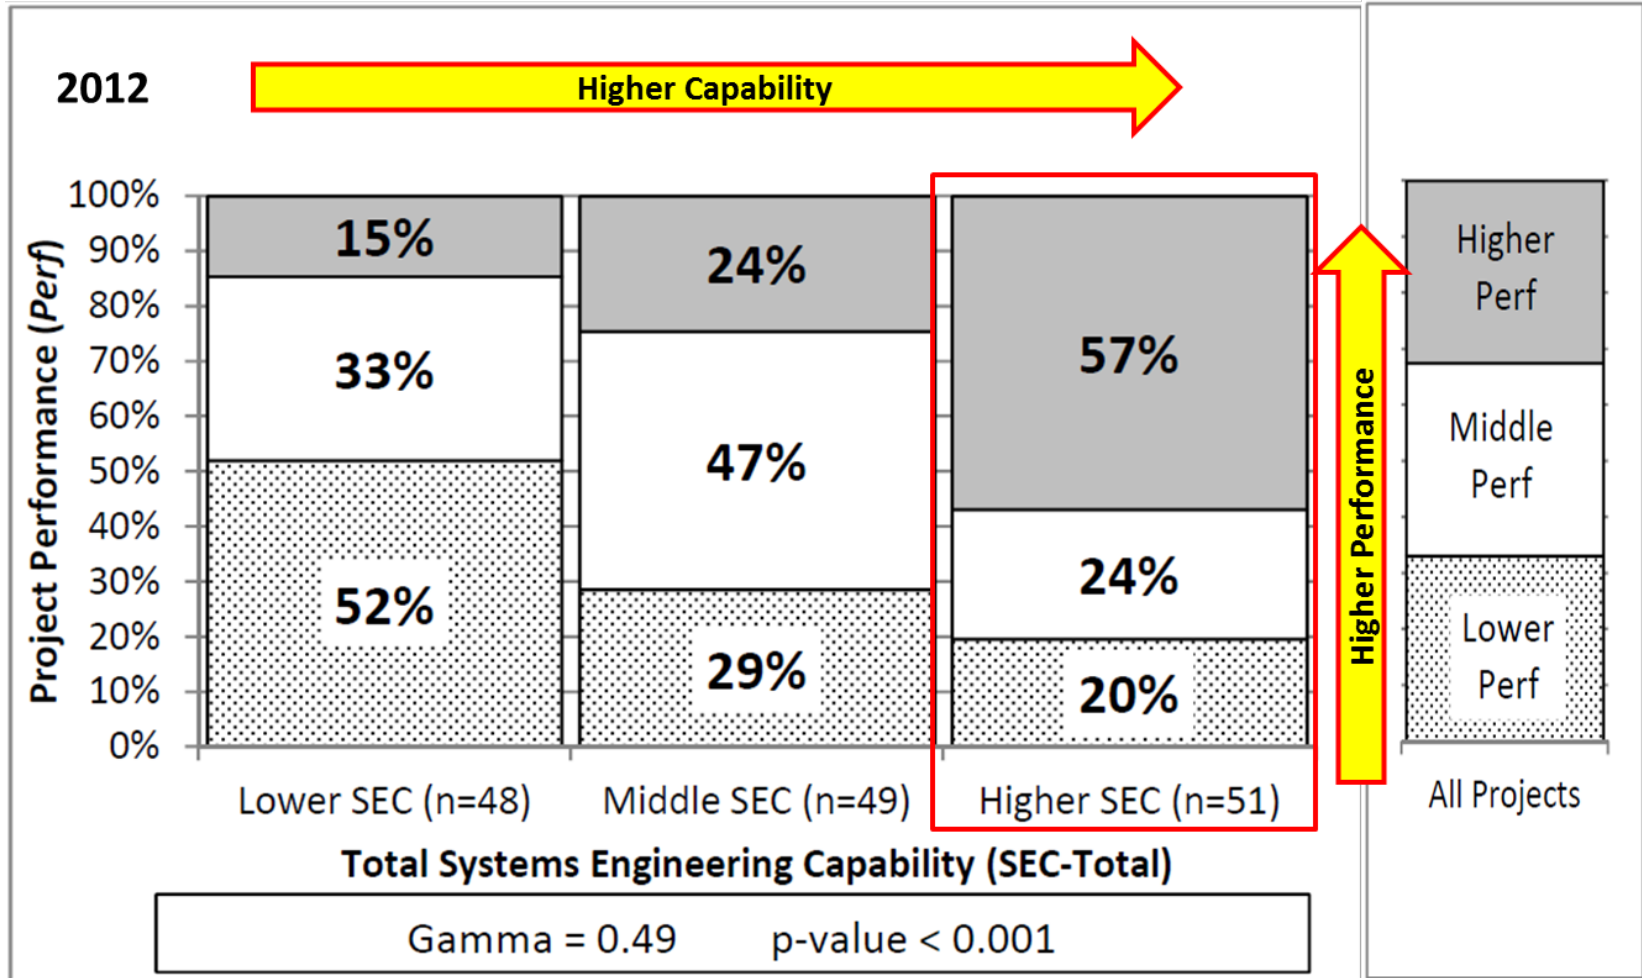 2012
Higher Capability
100%
90%
80%
70%
60%
50%
40%
30%
20%
10%
0%
Project Performance (Perf)
15%
33%
52%
24%
47%
29%
57%
24%
20%
Lower SEC (n=48)
Middle SEC (n=49)
Higher SEC (n=51)
Total Systems Engineering Capability (SEC-Total)
Gamma = 0.49 p-value < 0.001
Higher Performance
Higher
Perf
Middle
Perf
Lower
Perf
All Projects